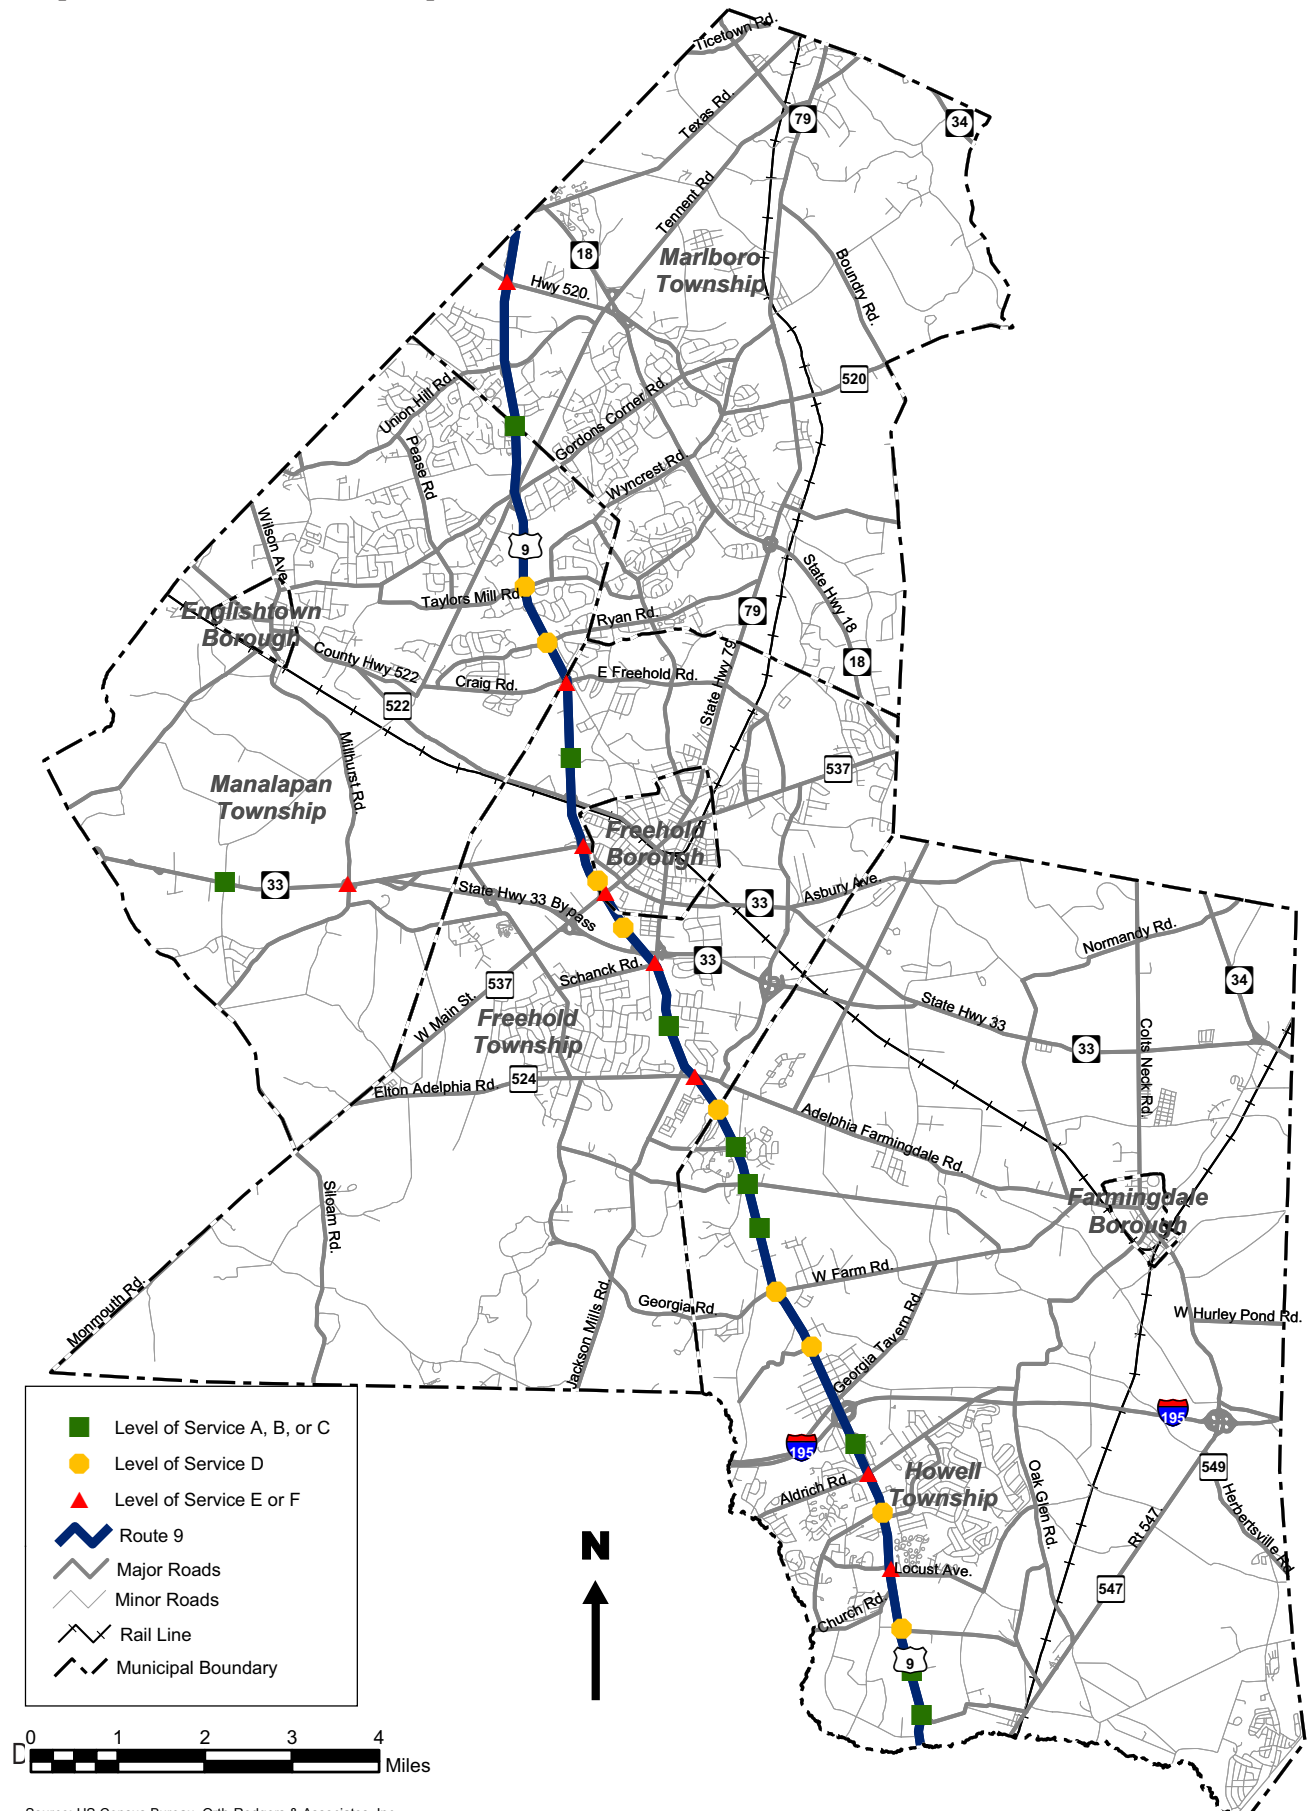 Ticetown Rd.
Texas Rd.
79
34
Tennent Rd
18
Marlboro
Township
Boundry Rd.
Hwy 520.
520
Union Hill Rd.
Gordons Corner Rd.
Pease Rd
Wyncrest Rd.
Wilson Ave.
9
State Hwy 18
Taylors Mill Rd
79
Englishtown
Borough
Ryan Rd.
County Hwy 522
18
Craig Rd.
E Freehold Rd.
State Hwy 79
522
Millhurst Rd.
537
Manalapan
Township
Freehold
Borough
33
State Hwy 33 Bypass
33
Asbury Ave.
Normandy Rd.
Schanck Rd.
33
34
537
W Main St.
State Hwy 33
Freehold
Township
33
Colts Neck Rd.
Elton Adelphia Rd.
524
Adelphia Farmingdale Rd.
Siloam Rd.
Farmingdale
Borough
W Farm Rd.
Monmouth Rd.
Georgia Rd.
Jackson Mills Rd.
Georgia Tavern Rd.
W Hurley Pond Rd.
195
195
Howell
Township
Aldrich Rd.
Oak Glen Rd.
549
Herbertsville Rd
Rt 547
Locust Ave.
547
Church Rd.
9
Level of Service A, B, or C
Level of Service D
Level of Service E or F
Route 9
Major Roads
Minor Roads
Rail Line
Municipal Boundary
N
0 1 2 3 4
Miles